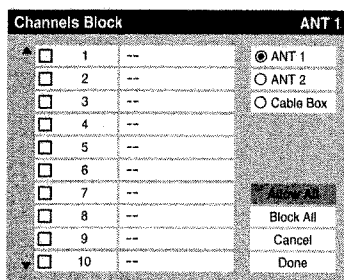 Channels Block ANT 1
1 --
2 --
3 --
4 --
5 --
6 --
7 --
8 --
9 --
10 --
ANT 1
ANT 2
Cable Box
Allow All
Block All
Cancel
Done